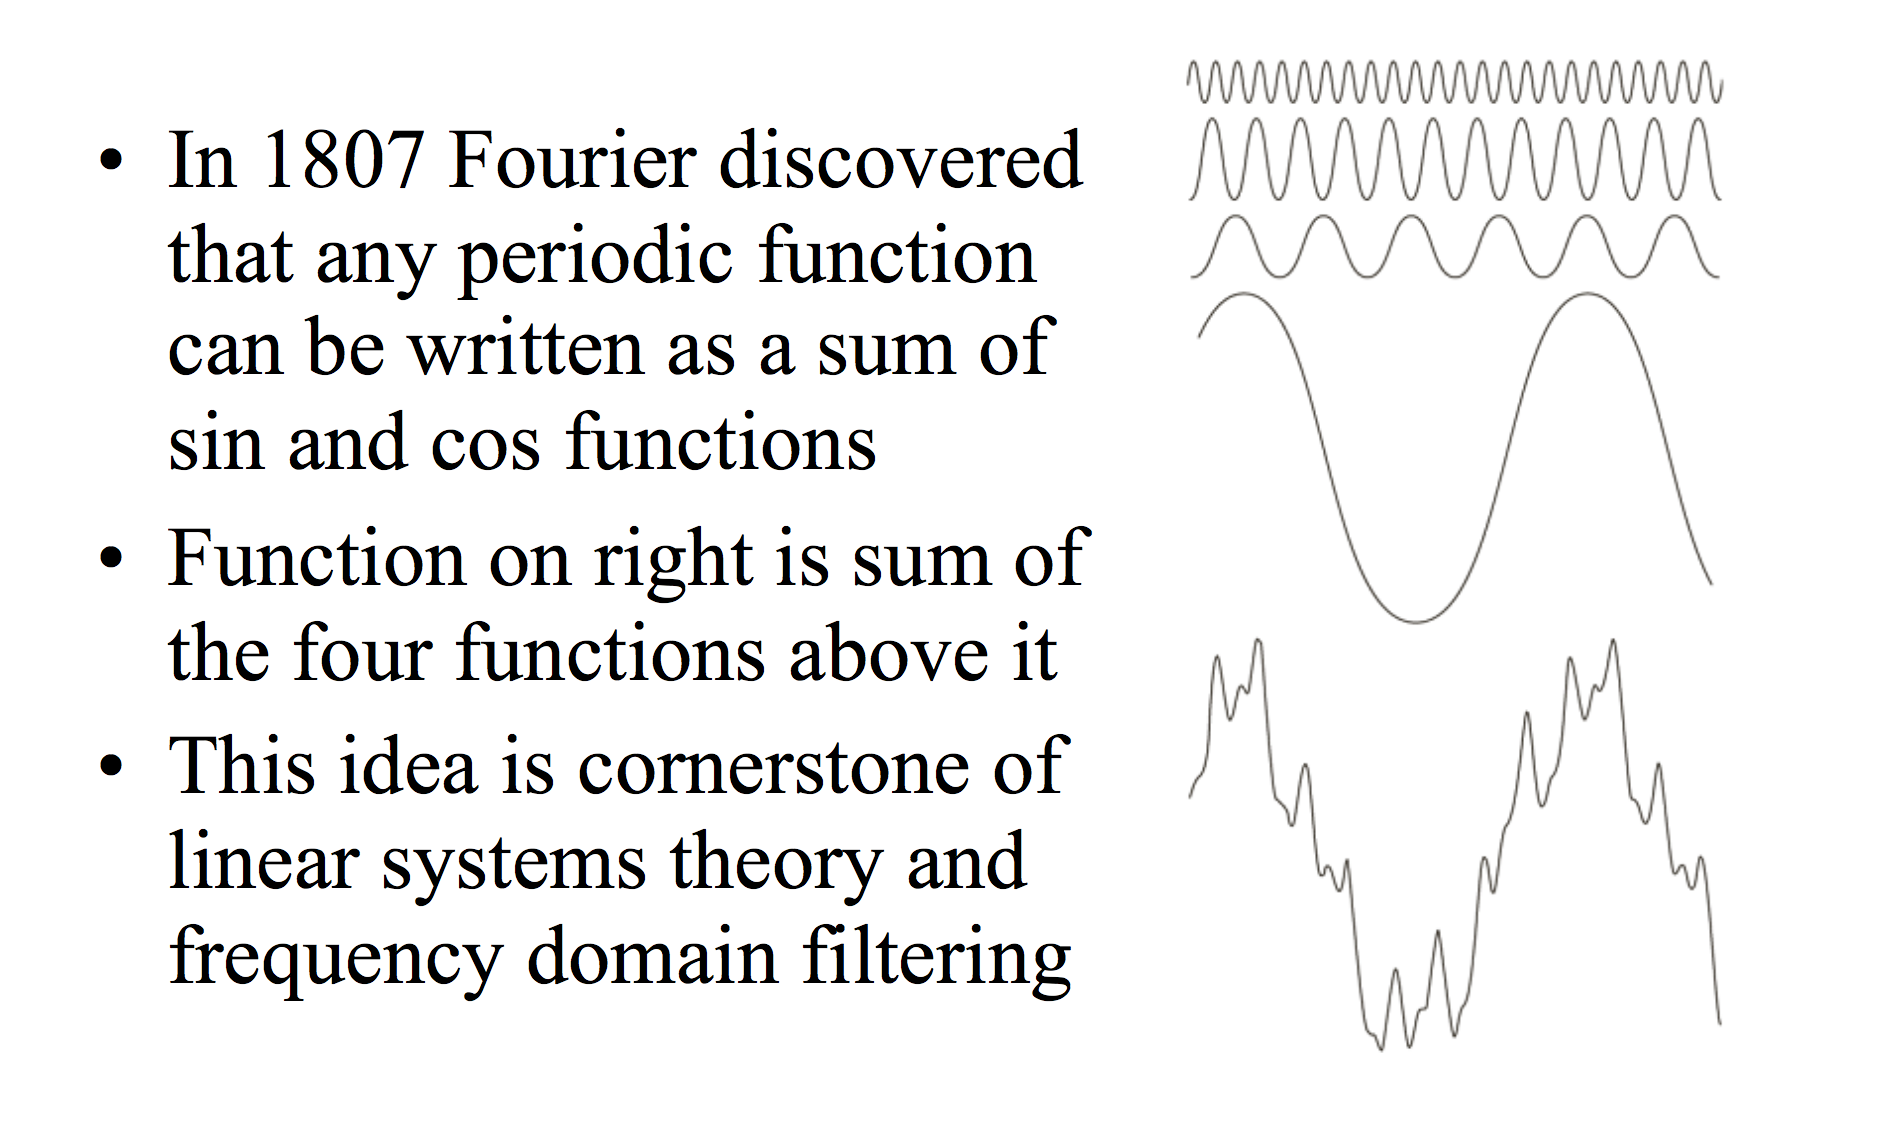 • In 1807 Fourier discovered
that any periodic function
can be written as a sum of
sin and cos functions
• Function on right is sum of
the four functions above it
• This idea is cornerstone of
linear systems theory and
frequency domain filtering